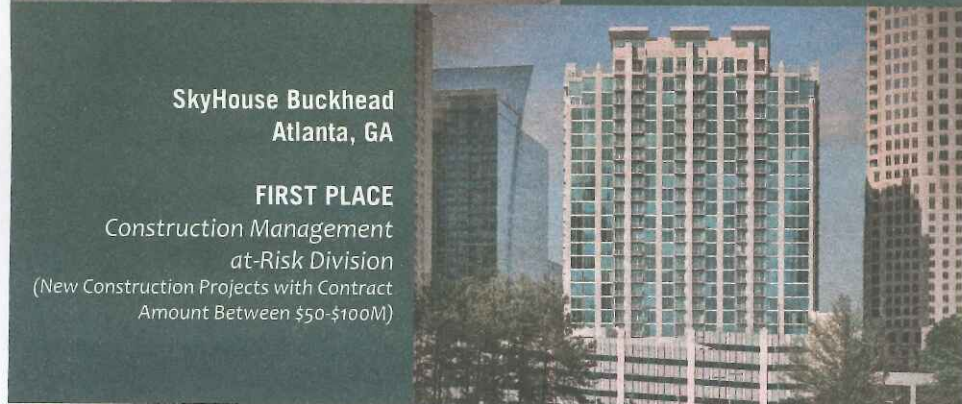 SkyHouse Buckhead
Atlanta, GA
FIRST PLACE
Construction Management
at-Risk Division
(New Construction Projects with Contract
Amount Between $50-$100M)